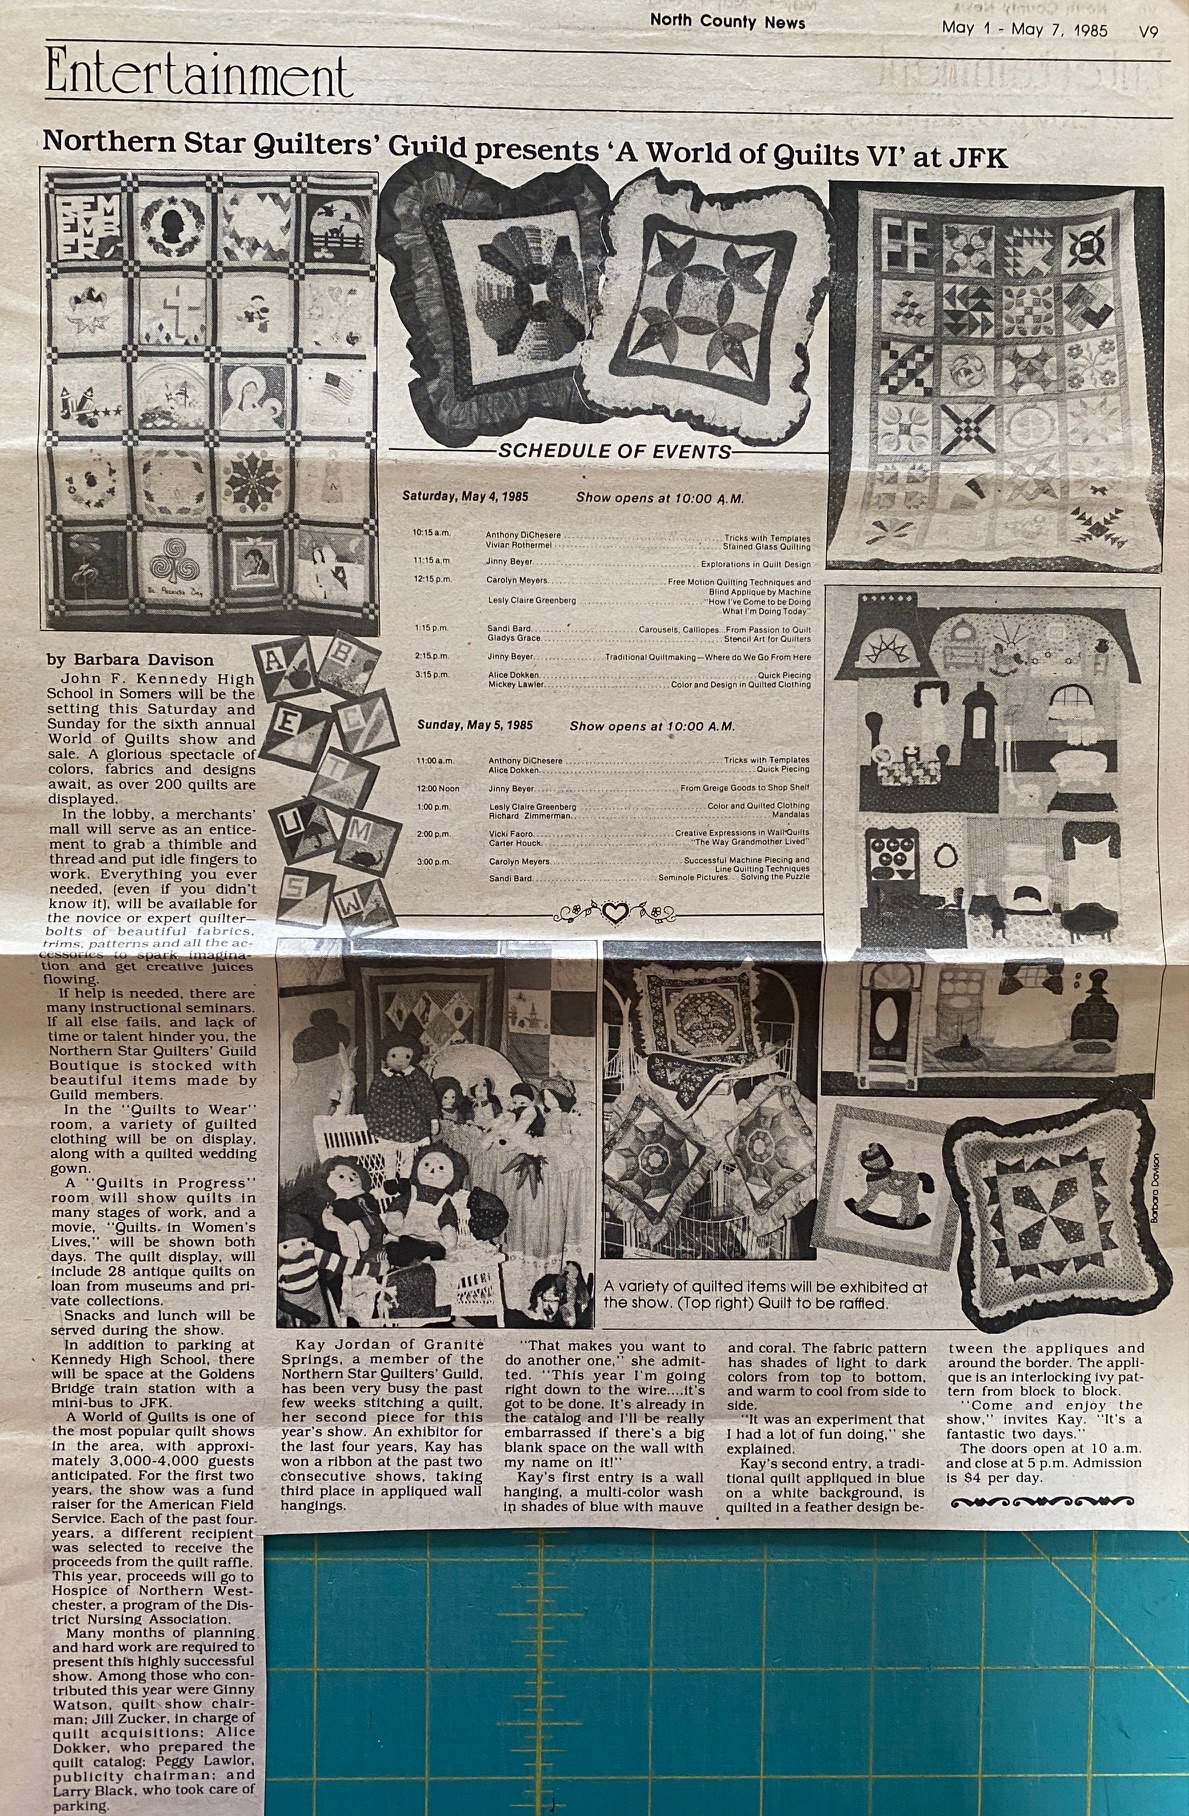 North County News
May 1 - May 7, 1985 V9
Entertainment
Northern Star Quilters' Guild presents 'A World of Quilts VI' at JFK
SCHEDULE OF EVENTS
Saturday, May 4, 1985 Show opens at 10:00 A.M.
10:15 a.m. Anthony DiChesere Tricks with Templates
Vivian Rothermel Stained Glass Quilting
11:15 a.m. Jinny Beyer Explorations in Quilt Design
12:15 p.m. Carolyn Meyers Free Motion Quilting Techniques and
Blind Applique by Machine
Lesly Claire Greenberg "How I've Come to be Doing
What I'm Doing Today"
1:15 p.m. Sandi Bard Carousels, Calliopes...From Passion to Quilt
Gladys Grace Stencil Art for Quilters
2:15 p.m. Jinny Beyer Traditional Quiltmaking—Where do We Go From Here
3:15 p.m. Alice Dokken Quick Piecing
Mickey Lawler Color and Design in Quilted Clothing
Sunday, May 5, 1985 Show opens at 10:00 A.M.
11:00 a.m. Anthony DiChesere Tricks with Templates
Alice Dokken Quick Piecing
12:00 Noon Jinny Beyer From Greige Goods to Shop Shelf
1:00 p.m. Lesly Claire Greenberg Color and Quilted Clothing
Richard Zimmerman Mandalas
2:00 p.m. Vicki Faoro Creative Expressions in Wall Quilts
Carter Houck "The Way Grandmother Lived"
3:00 p.m. Carolyn Meyers Successful Machine Piecing and
Line Quilting Techniques
Sandi Bard Seminole Pictures... Solving the Puzzle
St. Patrick's Day
A B
E C
T
U M
S W
by Barbara Davison
John F. Kennedy High
School in Somers will be the
setting this Saturday and
Sunday for the sixth annual
World of Quilts show and
sale. A glorious spectacle of
colors, fabrics and designs
await, as over 200 quilts are
displayed.
In the lobby, a merchants'
mall will serve as an entice-
ment to grab a thimble and
thread and put idle fingers to
work. Everything you ever
needed, (even if you didn't
know it), will be available for
the novice or expert quilter—
bolts of beautiful fabrics,
trims, patterns and all the ac-
cessories to spark imagina-
tion and get creative juices
flowing.
If help is needed, there are
many instructional seminars.
If all else fails, and lack of
time or talent hinder you, the
Northern Star Quilters' Guild
Boutique is stocked with
beautiful items made by
Guild members.
In the "Quilts to Wear"
room, a variety of quilted
clothing will be on display,
along with a quilted wedding
gown.
A "Quilts in Progress"
room will show quilts in
many stages of work, and a
movie, "Quilts in Women's
Lives," will be shown both
days. The quilt display, will
include 28 antique quilts on
loan from museums and pri-
vate collections.
Snacks and lunch will be
served during the show.
In addition to parking at
Kennedy High School, there
will be space at the Goldens
Bridge train station with a
mini-bus to JFK.
A World of Quilts is one of
the most popular quilt shows
in the area, with approxi-
mately 3,000-4,000 guests
anticipated. For the first two
years, the show was a fund
raiser for the American Field
Service. Each of the past four
years, a different recipient
was selected to receive the
proceeds from the quilt raffle.
This year, proceeds will go to
Hospice of Northern West-
chester, a program of the Dis-
trict Nursing Association.
Many months of planning
and hard work are required to
present this highly successful
show. Among those who con-
tributed this year were Ginny
Watson, quilt show chair-
man; Jill Zucker, in charge of
quilt acquisitions; Alice
Dokker, who prepared the
quilt catalog; Peggy Lawlor,
publicity chairman; and
Larry Black, who took care of
parking.
Barbara Davison
A variety of quilted items will be exhibited at
the show. (Top right) Quilt to be raffled.
Kay Jordan of Granite
Springs, a member of the
Northern Star Quilters' Guild,
has been very busy the past
few weeks stitching a quilt,
her second piece for this
year's show. An exhibitor for
the last four years, Kay has
won a ribbon at the past two
consecutive shows, taking
third place in appliqued wall
hangings.
"That makes you want to
do another one," she admit-
ted. "This year I'm going
right down to the wire....it's
got to be done. It's already in
the catalog and I'll be really
embarrassed if there's a big
blank space on the wall with
my name on it!"
Kay's first entry is a wall
hanging, a multi-color wash
in shades of blue with mauve
and coral. The fabric pattern
has shades of light to dark
colors from top to bottom,
and warm to cool from side to
side.
"It was an experiment that
I had a lot of fun doing," she
explained.
Kay's second entry, a tradi-
tional quilt appliqued in blue
on a white background, is
quilted in a feather design be-
tween the appliques and
around the border. The appli-
que is an interlocking ivy pat-
tern from block to block.
"Come and enjoy the
show," invites Kay. "It's a
fantastic two days."
The doors open at 10 a.m.
and close at 5 p.m. Admission
is $4 per day.